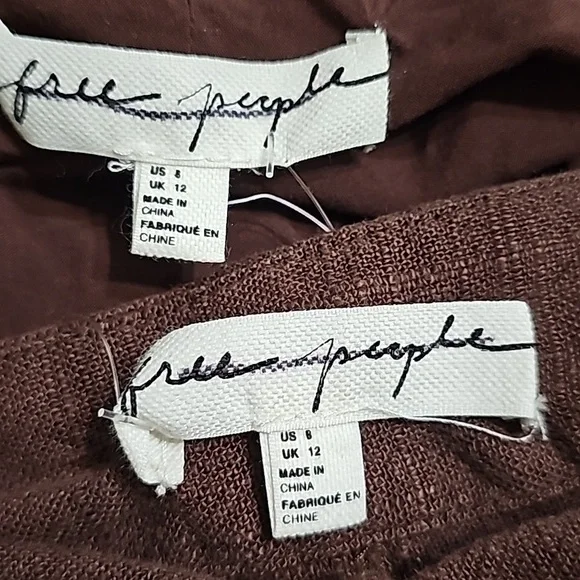 free people
US 8
UK 12
MADE IN
CHINA
FABRIQUÉ EN
CHINE
free people
US 8
UK 12
MADE IN
CHINA
FABRIQUÉ EN
CHINE